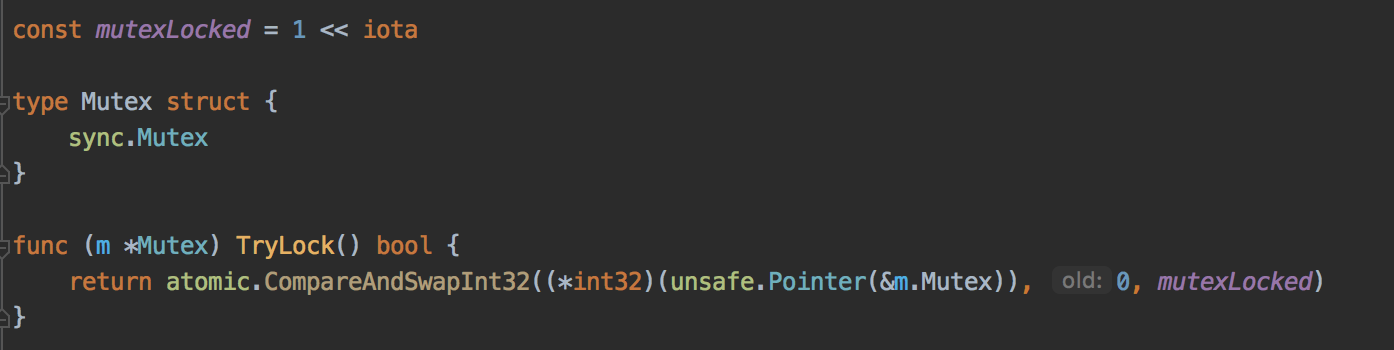 const mutexLocked = 1 << iota
type Mutex struct {
    sync.Mutex
}
func (m *Mutex) TryLock() bool {
    return atomic.CompareAndSwapInt32((*int32)(unsafe.Pointer(&m.Mutex)), old: 0, mutexLocked)
}